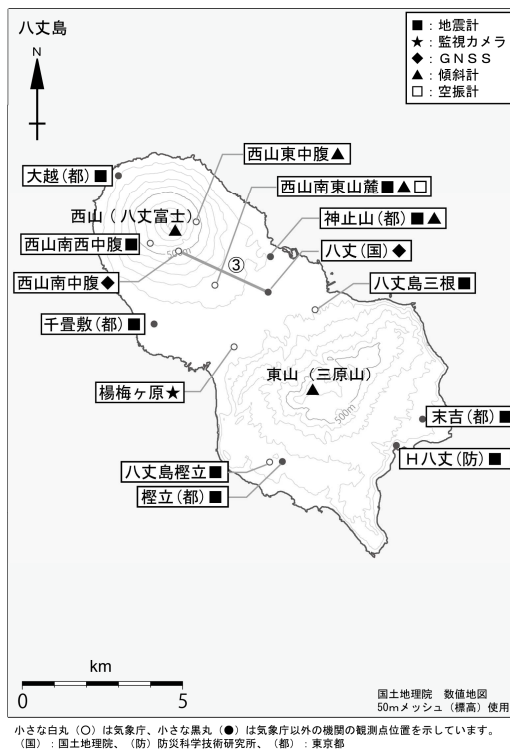 八丈島
■：地震計
★：監視カメラ
◆：ＧＮＳＳ
▲：傾斜計
□：空振計
N
西山東中腹▲
大越(都)■
西山南東山麓■▲□
西山（八丈富士）
神止山(都)■▲
西山南西中腹■
八丈(国)◆
③
西山南中腹◆
八丈島三根■
千畳敷(都)■
東山（三原山）
楊梅ヶ原★
500m
末吉(都)■
Ｈ八丈(防)■
八丈島樫立■
樫立(都)■
km
0 5
国土地理院　数値地図
50ｍメッシュ（標高）使用
小さな白丸（○）は気象庁、小さな黒丸（●）は気象庁以外の機関の観測点位置を示しています。
（国）：国土地理院、（防）防災科学技術研究所、（都）：東京都